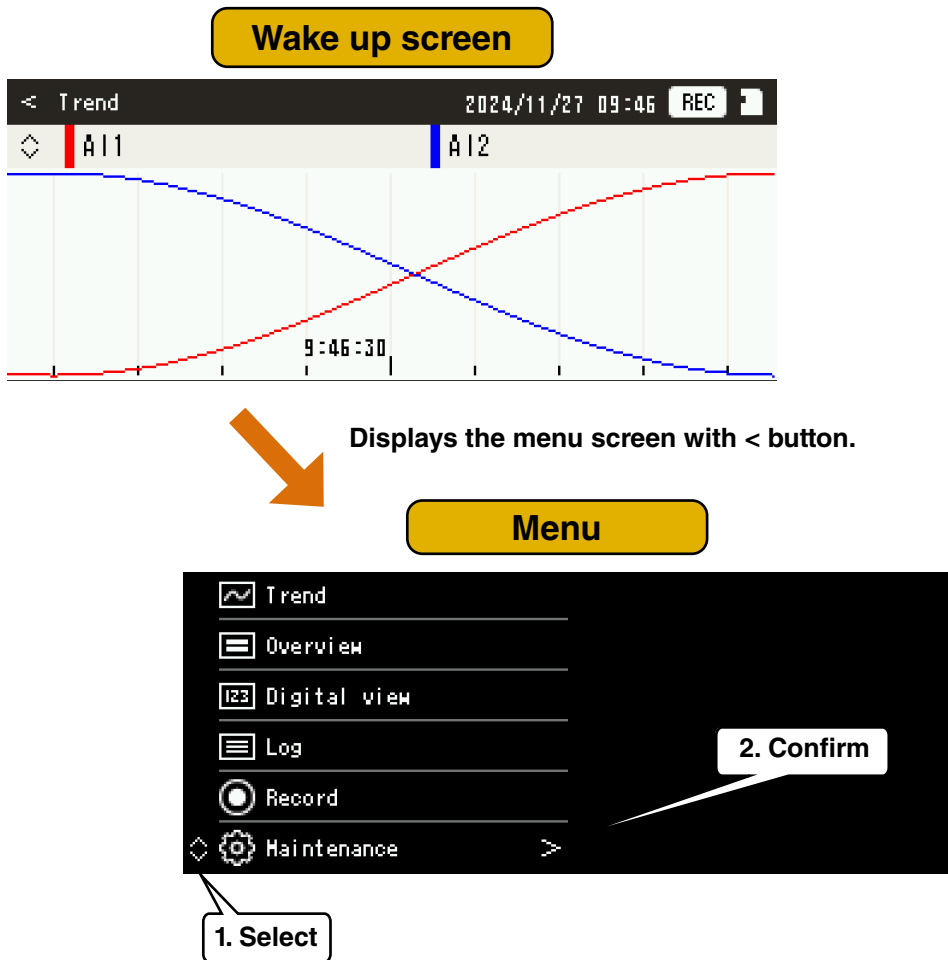 Wake up screen
< Trend 2024/11/27 09:46 REC
AI1 AI2
9:46:30
Displays the menu screen with < button.
Menu
Trend
Overview
123 Digital view
Log
2. Confirm
Record
Maintenance >
1. Select